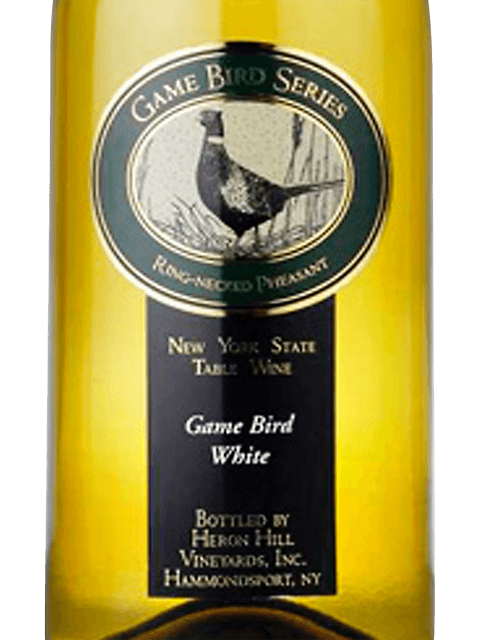 GAME BIRD SERIES
RING-NECKED PHEASANT
NEW YORK STATE
TABLE WINE
Game Bird
White
BOTTLED BY
HERON HILL
VINEYARDS, INC.
HAMMONDSPORT, NY